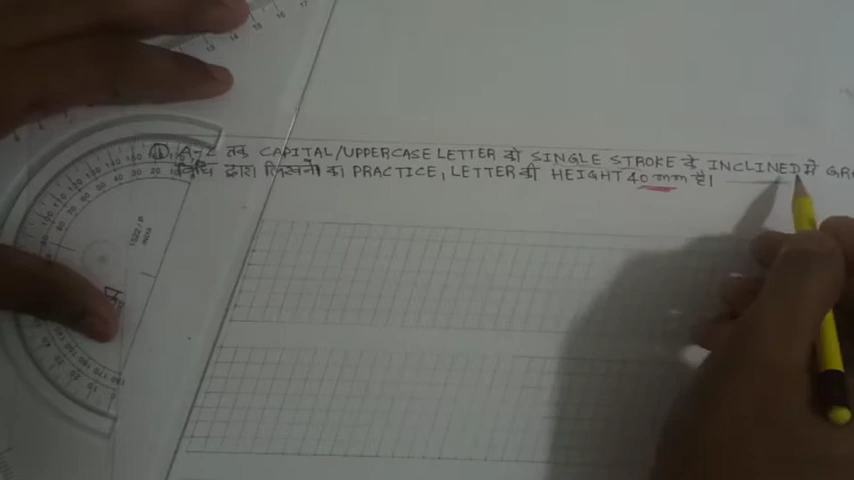 ① A-Z तक CAPITAL/UPPERCASE LETTER को SINGLE STROKE के INCLINED में
विधि द्वारा लिखने का PRACTICE, LETTER की HEIGHT 40 mm है।